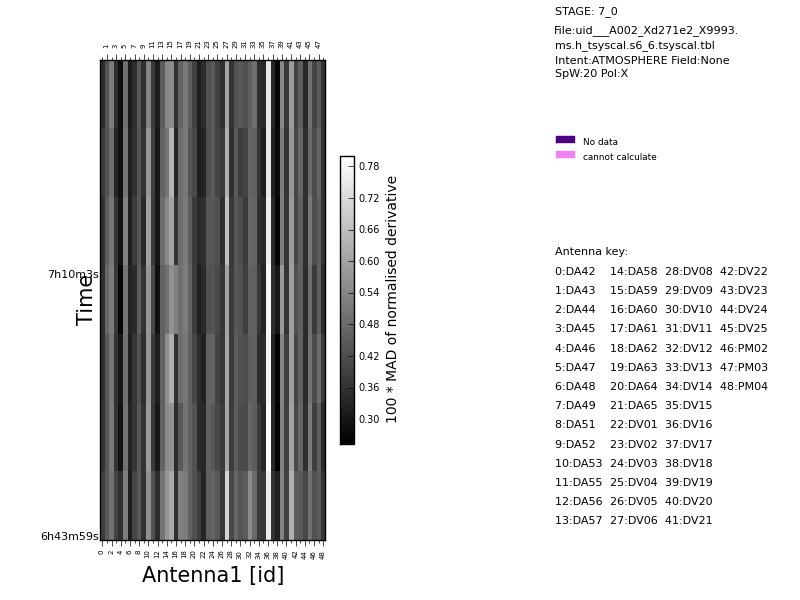 STAGE: 7_0
File:uid___A002_Xd271e2_X9993.
ms.h_tsyscal.s6_6.tsyscal.tbl
Intent:ATMOSPHERE Field:None
SpW:20 Pol:X
1 3 5 7 9 11 13 15 17 19 21 23 25 27 29 31 33 35 37 39 41 43 45 47
No data
cannot calculate
0.78
0.72
0.66
0.60
0.54
0.48
0.42
0.36
0.30
100 * MAD of normalised derivative
7h10m3s
Time
6h43m59s
0 2 4 6 8 10 12 14 16 18 20 22 24 26 28 30 32 34 36 38 40 42 44 46 48
Antenna1 [id]
Antenna key:
0:DA42 14:DA58 28:DV08 42:DV22
1:DA43 15:DA59 29:DV09 43:DV23
2:DA44 16:DA60 30:DV10 44:DV24
3:DA45 17:DA61 31:DV11 45:DV25
4:DA46 18:DA62 32:DV12 46:PM02
5:DA47 19:DA63 33:DV13 47:PM03
6:DA48 20:DA64 34:DV14 48:PM04
7:DA49 21:DA65 35:DV15
8:DA51 22:DV01 36:DV16
9:DA52 23:DV02 37:DV17
10:DA53 24:DV03 38:DV18
11:DA55 25:DV04 39:DV19
12:DA56 26:DV05 40:DV20
13:DA57 27:DV06 41:DV21